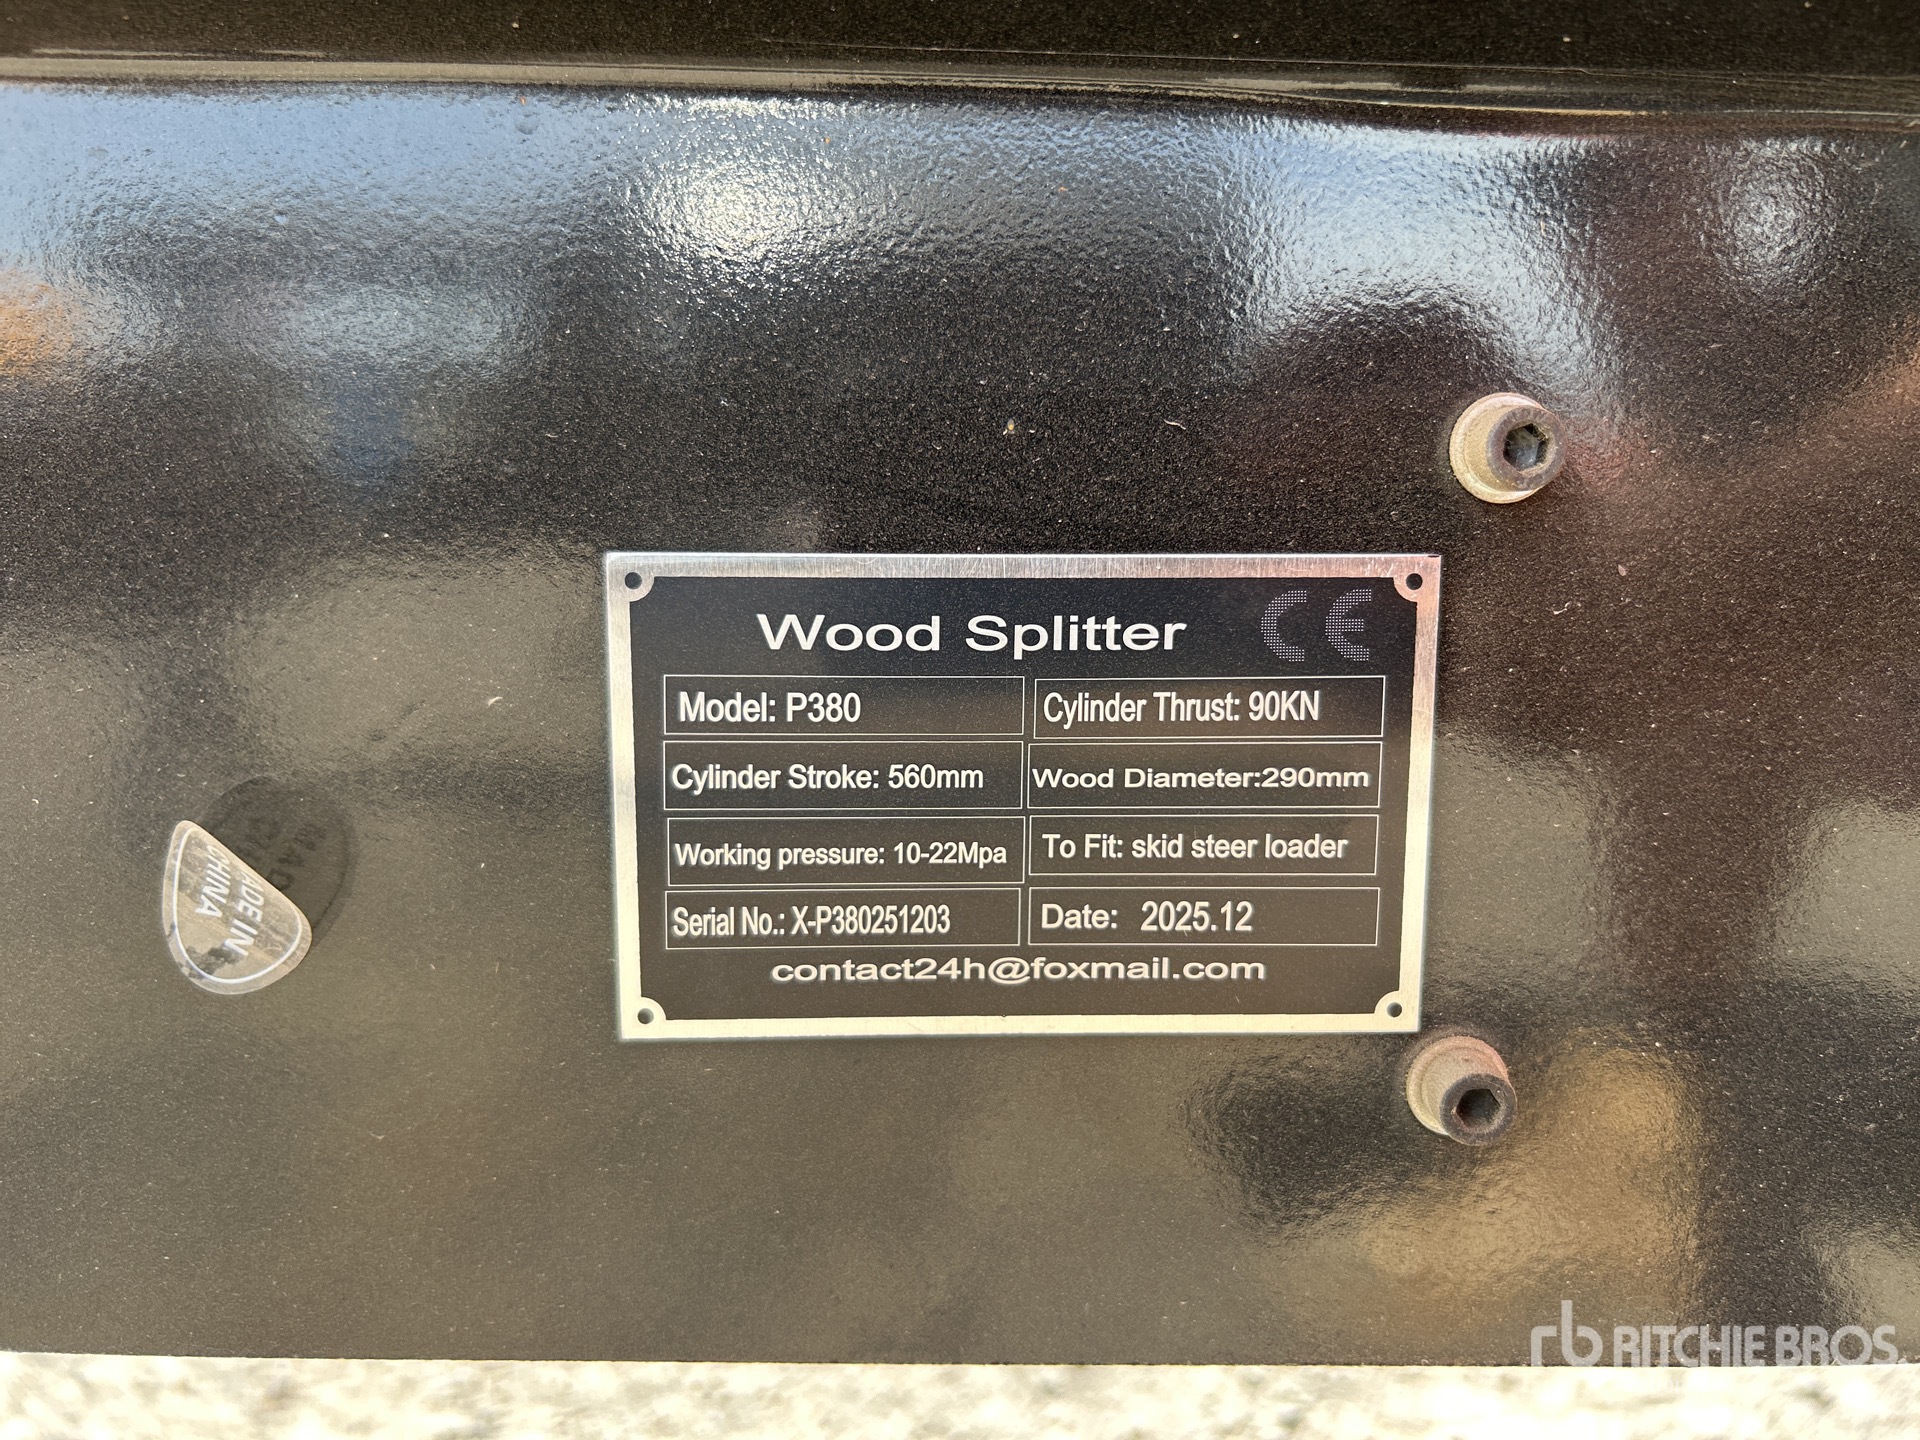 Wood Splitter CE
Model: P380
Cylinder Thrust: 90KN
Cylinder Stroke: 560mm
Wood Diameter:290mm
Working pressure: 10-22Mpa
To Fit: skid steer loader
Serial No.: X-P380251203
Date: 2025.12
contact24h@foxmail.com
MADE IN
CHINA
rb RITCHIE BROS